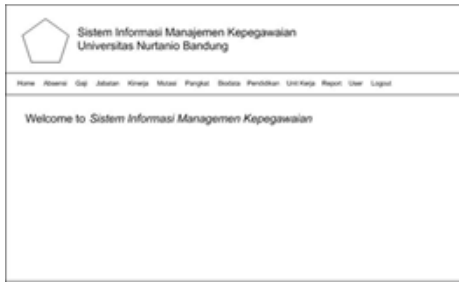 Sistem Informasi Manajemen Kepegawaian
Universitas Nurtanio Bandung
Home Absensi Gaji Jabatan Kinerja Mutasi Pangkat Biodata Pendidikan Unit Kerja Report User Logout
Welcome to Sistem Informasi Managemen Kepegawaian